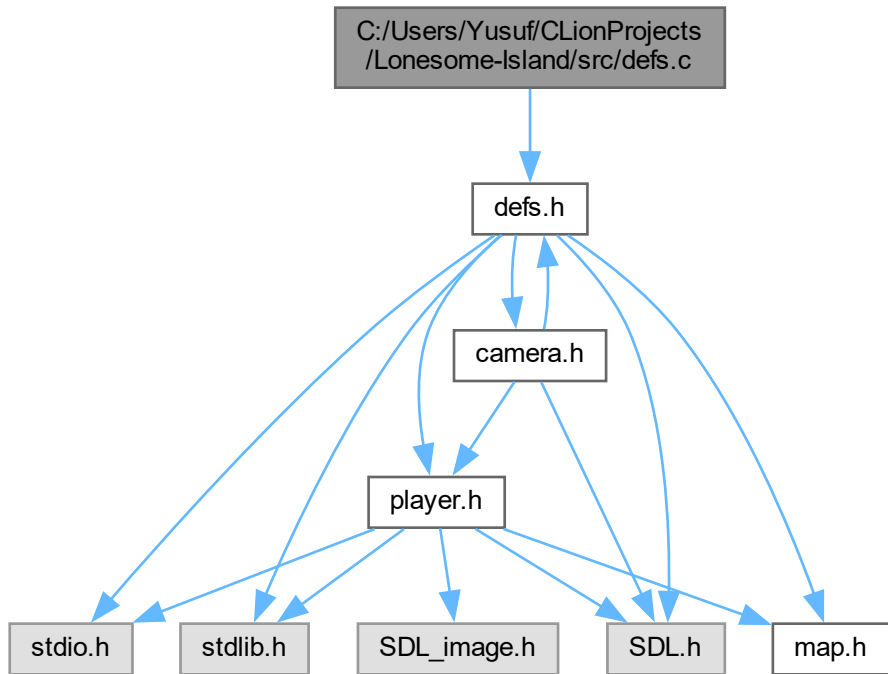 C:/Users/Yusuf/CLionProjects
/Lonesome-Island/src/defs.c
defs.h
camera.h
player.h
stdio.h
stdlib.h
SDL_image.h
SDL.h
map.h